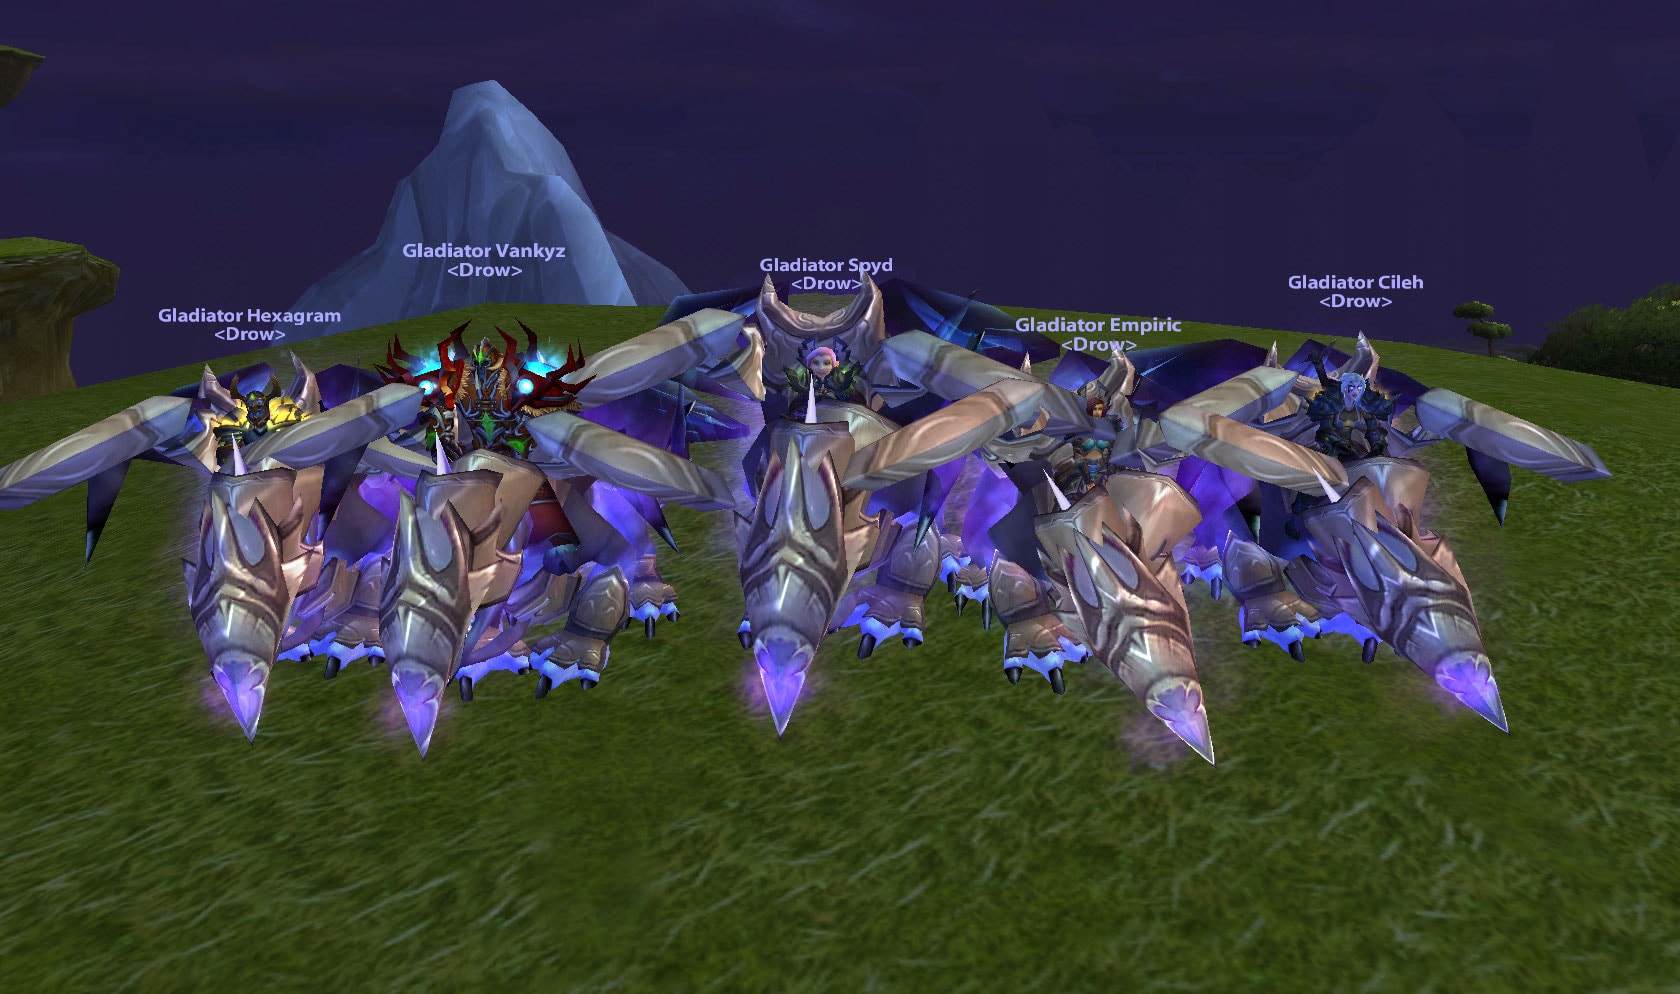 Gladiator Hexagram
<Drow>
Gladiator Vankyz
<Drow>
Gladiator Spyd
<Drow>
Gladiator Empiric
<Drow>
Gladiator Cileh
<Drow>